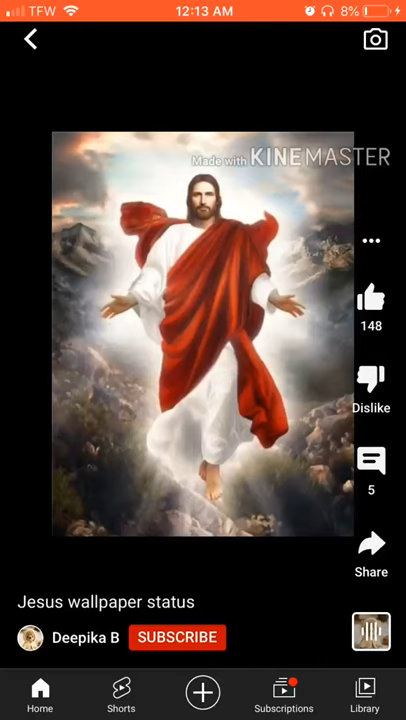 TFW 12:13 AM 8%
Made with KINEMASTER
148
Dislike
5
Share
Jesus wallpaper status
Deepika B SUBSCRIBE
Home Shorts Subscriptions Library